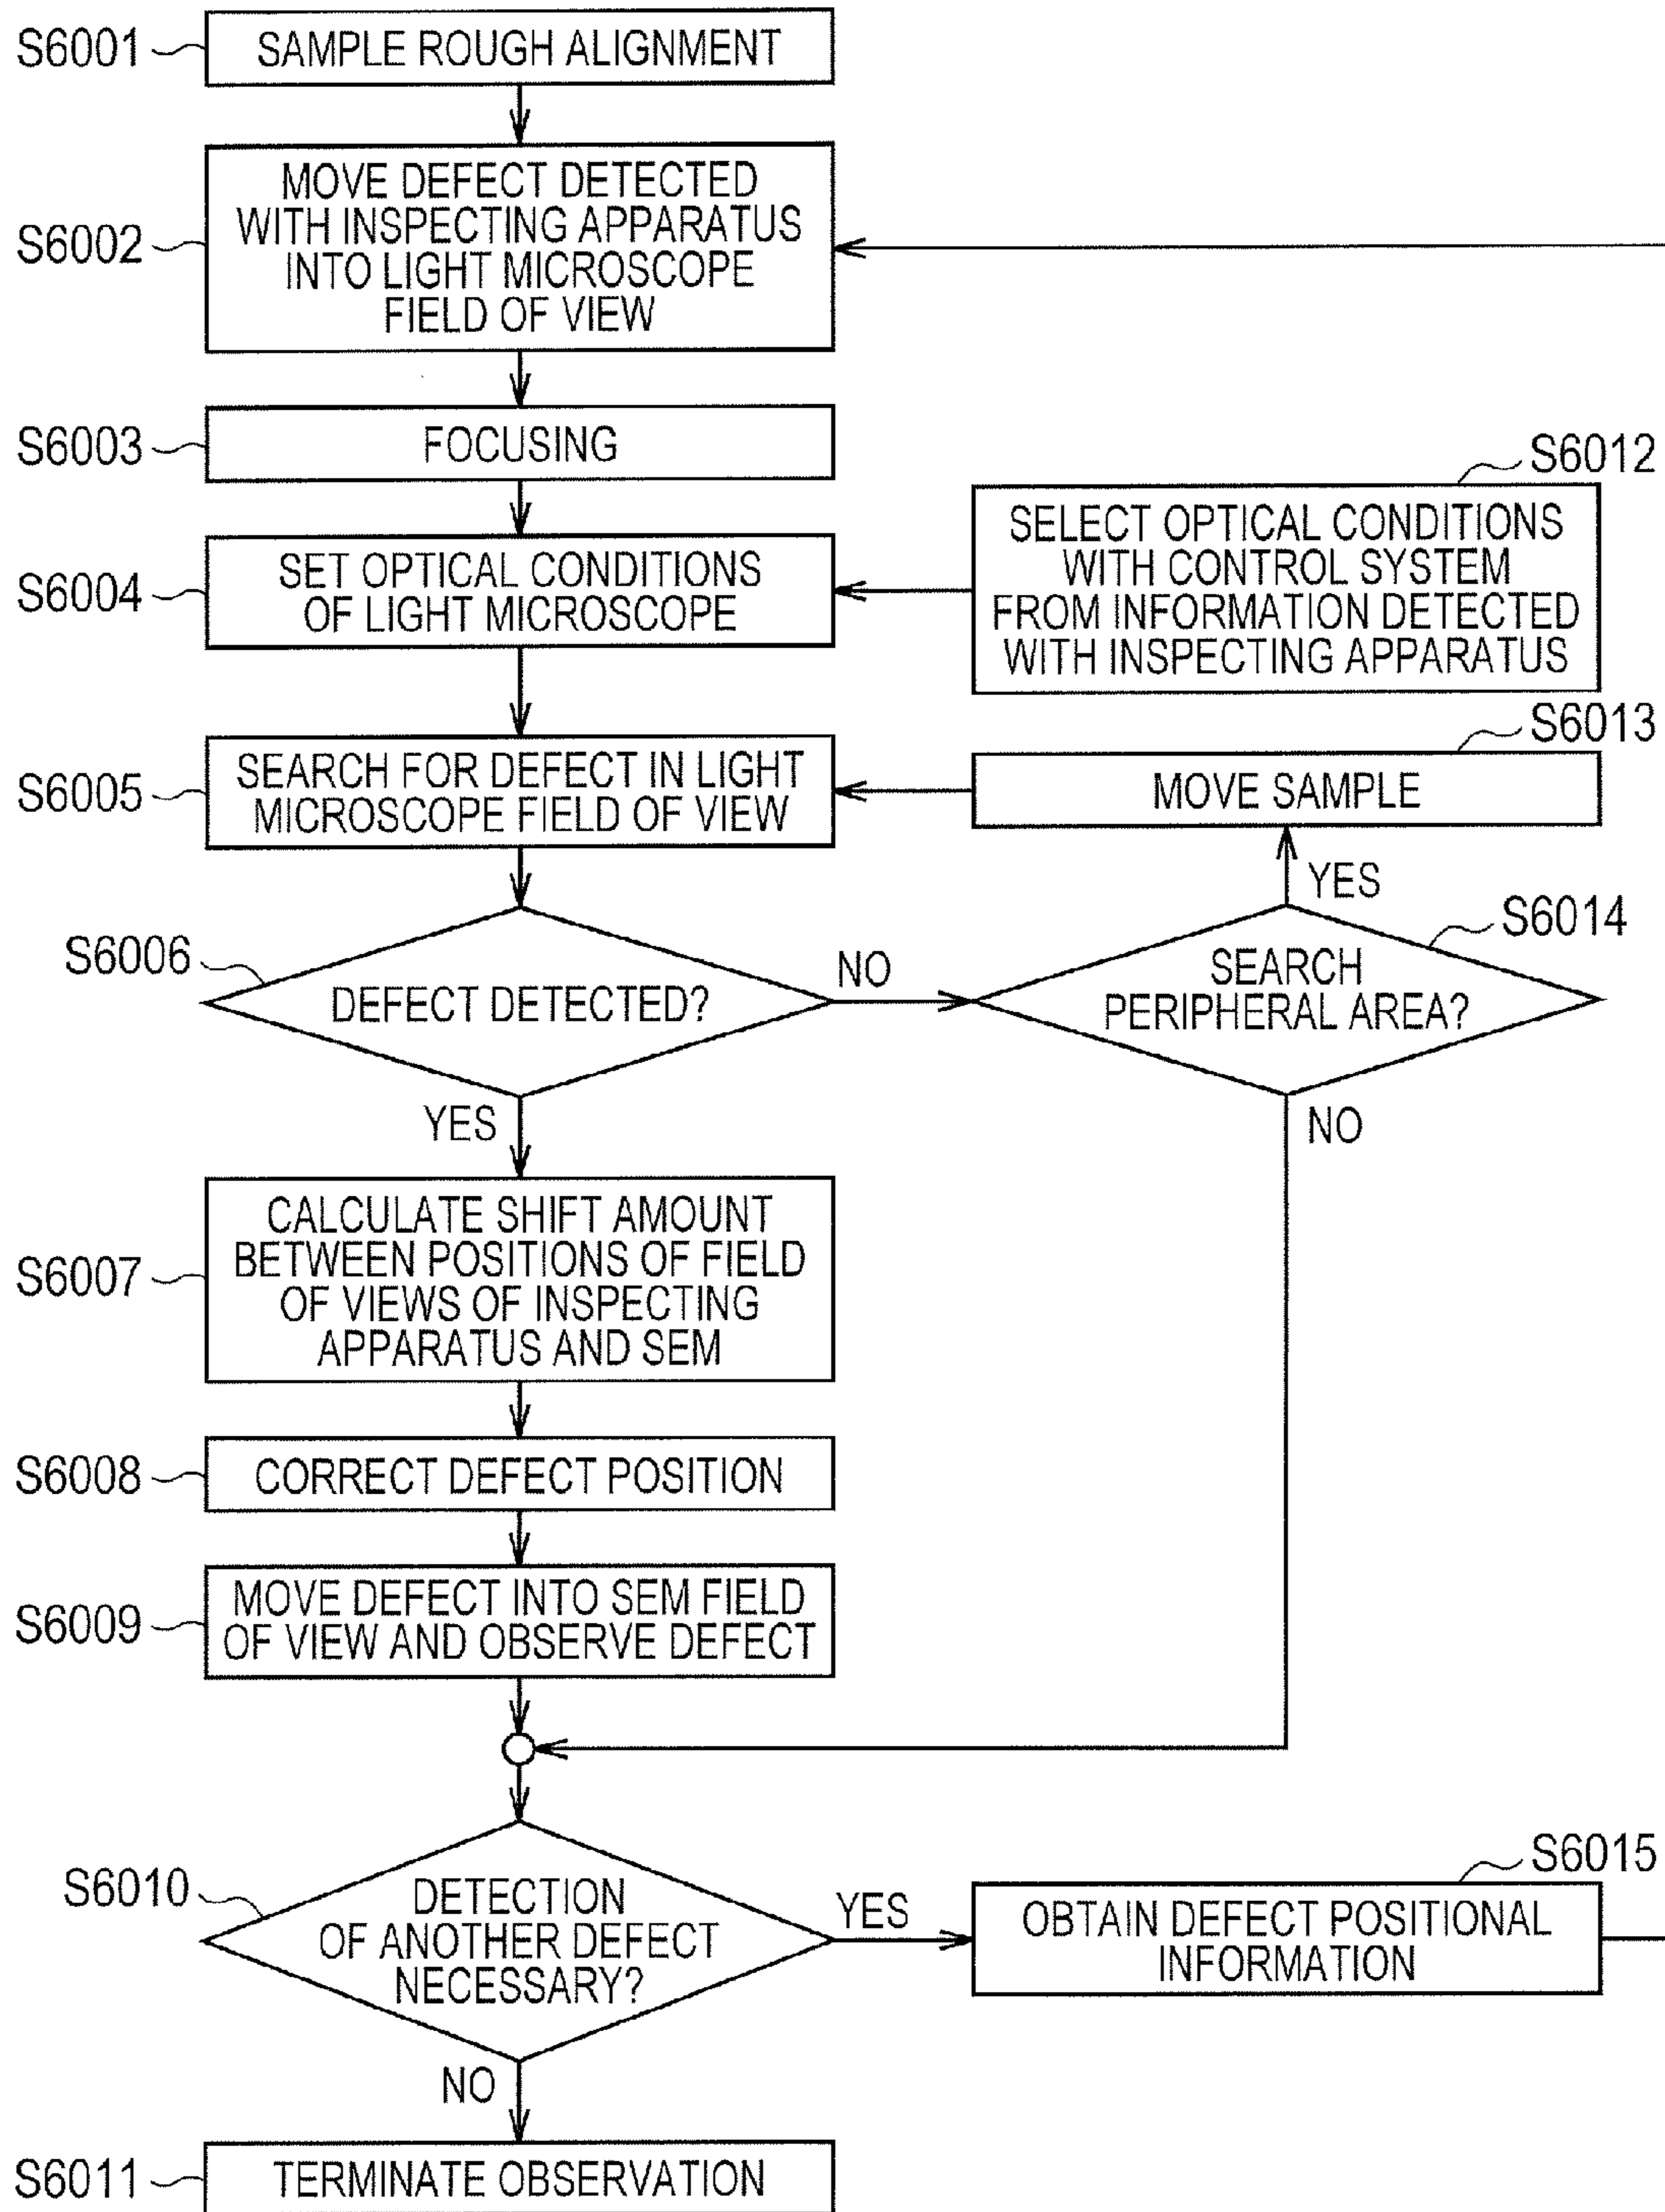 S6001
SAMPLE ROUGH ALIGNMENT
S6002
MOVE DEFECT DETECTED
WITH INSPECTING APPARATUS
INTO LIGHT MICROSCOPE
FIELD OF VIEW
S6003
FOCUSING
S6012
SELECT OPTICAL CONDITIONS
WITH CONTROL SYSTEM
FROM INFORMATION DETECTED
WITH INSPECTING APPARATUS
S6004
SET OPTICAL CONDITIONS
OF LIGHT MICROSCOPE
S6013
MOVE SAMPLE
S6005
SEARCH FOR DEFECT IN LIGHT
MICROSCOPE FIELD OF VIEW
YES
S6006
DEFECT DETECTED?
NO
S6014
SEARCH
PERIPHERAL AREA?
YES
NO
S6007
CALCULATE SHIFT AMOUNT
BETWEEN POSITIONS OF FIELD
OF VIEWS OF INSPECTING
APPARATUS AND SEM
S6008
CORRECT DEFECT POSITION
S6009
MOVE DEFECT INTO SEM FIELD
OF VIEW AND OBSERVE DEFECT
S6010
DETECTION
OF ANOTHER DEFECT
NECESSARY?
YES
S6015
OBTAIN DEFECT POSITIONAL
INFORMATION
NO
S6011
TERMINATE OBSERVATION